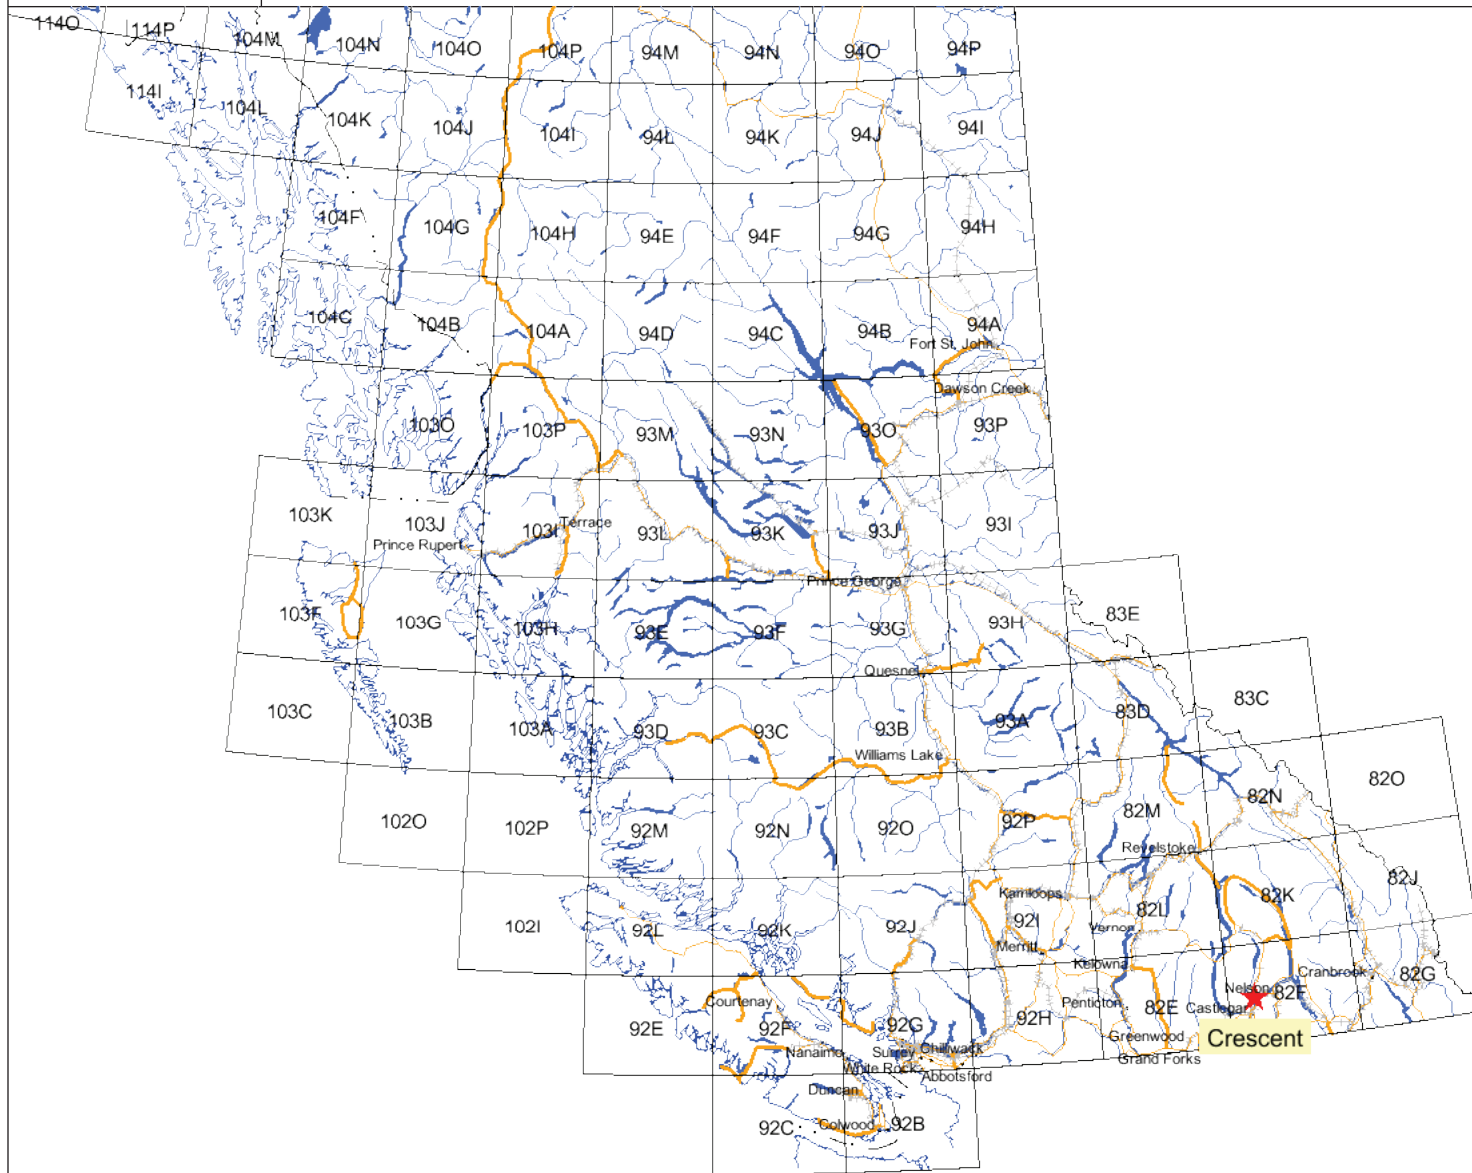 114O
114P
104M
104N
104O
104P
94M
94N
94O
94P
114I
104L
104K
104J
104I
94L
94K
94J
94I
104F
104G
104H
94E
94F
94G
94H
104C
104B
104A
94D
94C
94B
94A
Fort St. John
Dawson Creek
103O
103P
93M
93N
93O
93P
103K
103J
Prince Rupert
103I
Terrace
93L
93K
93J
93I
Prince George
103F
103G
103H
93E
93F
93G
93H
83E
Quesnel
103C
103B
103A
93D
93C
93B
93A
83D
83C
Williams Lake
102O
102P
92M
92N
92O
92P
82M
82N
82O
Revelstoke
102I
92L
92K
92J
Kamloops
92I
82L
82K
82J
Vernon
Merritt
Kelowna
Cranbrook
82G
92E
Courtenay
92F
92G
92H
Penticton
82E
Castlegar
Nelson
82F
Nanaimo
Surrey
Chilliwack
Greenwood
Crescent
White Rock
Abbotsford
Grand Forks
Duncan
92C
Colwood
92B